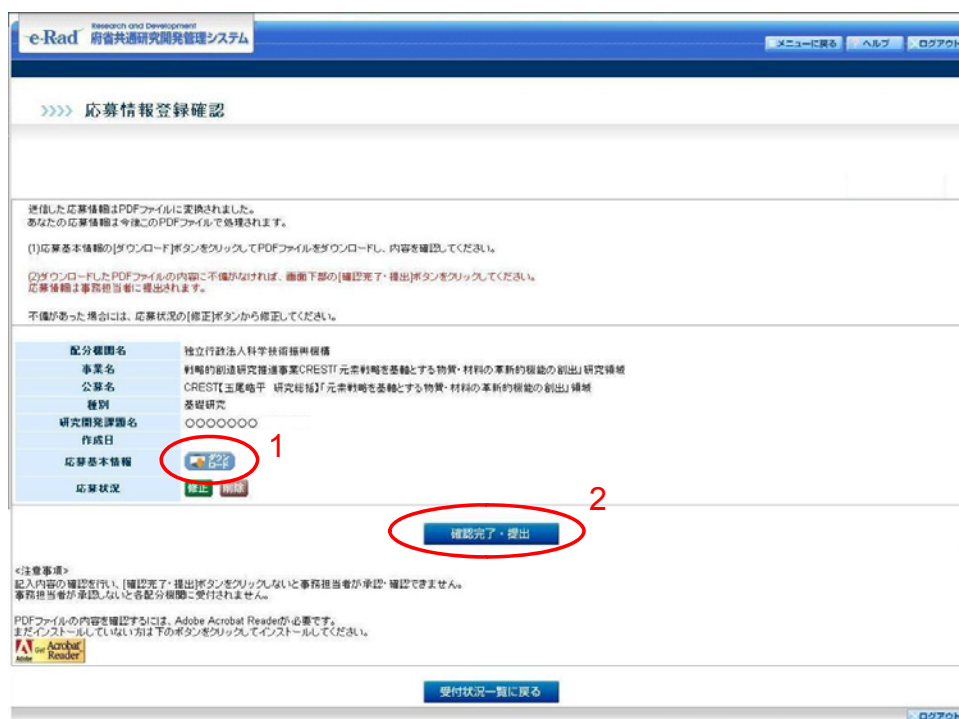 Research and Development
e-Rad 府省共通研究開発管理システム
メニューに戻る ヘルプ ログアウト
>>>> 応募情報登録確認
送信した応募情報はPDFファイルに変換されました。
あなたの応募情報は今後このPDFファイルで処理されます。
(1)応募基本情報の[ダウンロード]ボタンをクリックしてPDFファイルをダウンロードし、内容を確認してください。
(2)ダウンロードしたPDFファイルの内容に不備がなければ、画面下部の[確認完了・提出]ボタンをクリックしてください。
応募情報は事務担当者に提出されます。
不備があった場合には、応募状況の[修正]ボタンから修正してください。
配分機関名 独立行政法人科学技術振興機構
事業名 戦略的創造研究推進事業CREST「元素戦略を基軸とする物質・材料の革新的機能の創出」研究領域
公募名 CREST【玉尾皓平 研究総括】「元素戦略を基軸とする物質・材料の革新的機能の創出」領域
種別 基礎研究
研究開発課題名 ○○○○○○○
作成日
1
応募基本情報 ダウンロード
応募状況 修正 削除
2
確認完了・提出
<注意事項>
記入内容の確認を行い、[確認完了・提出]ボタンをクリックしないと事務担当者が承認・確認できません。
事務担当者が承認しないと各配分機関に受付されません。
PDFファイルの内容を確認するには、Adobe Acrobat Readerが必要です。
まだインストールしていない方は下のボタンをクリックしてインストールしてください。
Adobe Get Acrobat Reader
受付状況一覧に戻る
ログアウト